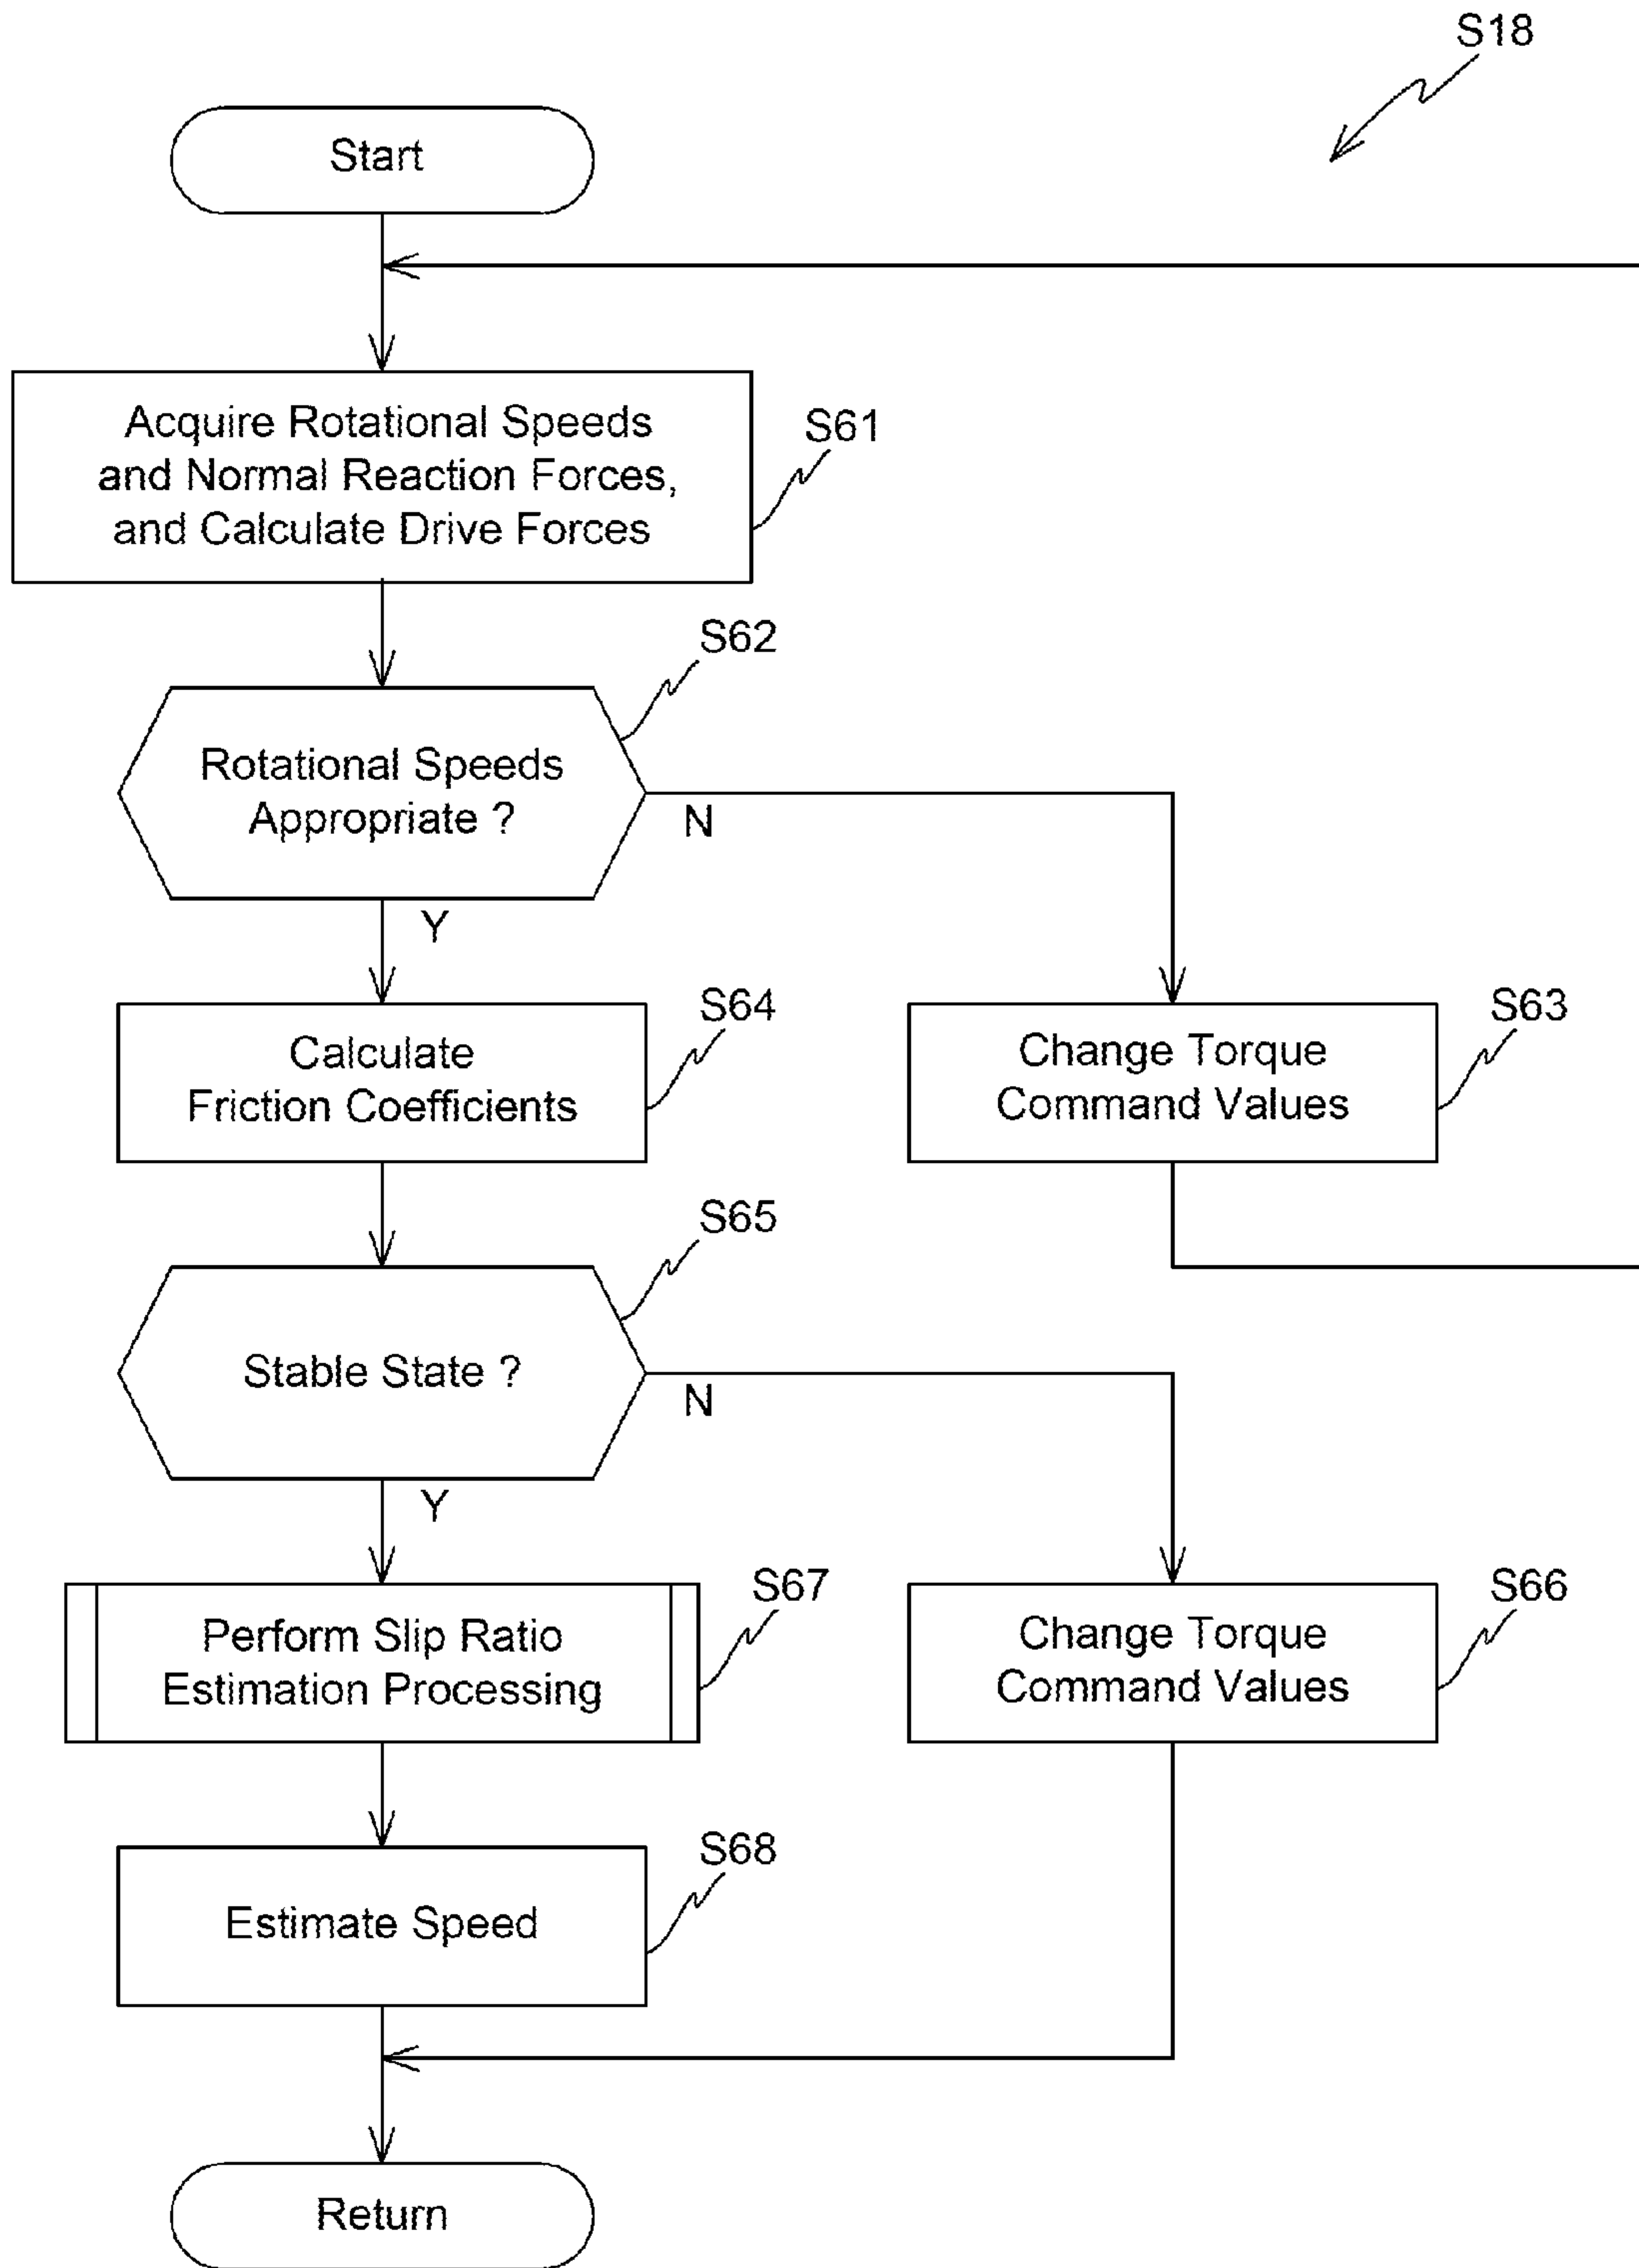 S18
Start
Acquire Rotational Speeds
and Normal Reaction Forces,
and Calculate Drive Forces
S61
S62
Rotational Speeds
Appropriate ?
N
Y
S64
Calculate
Friction Coefficients
S63
Change Torque
Command Values
S65
Stable State ?
N
Y
S67
Perform Slip Ratio
Estimation Processing
S66
Change Torque
Command Values
S68
Estimate Speed
Return